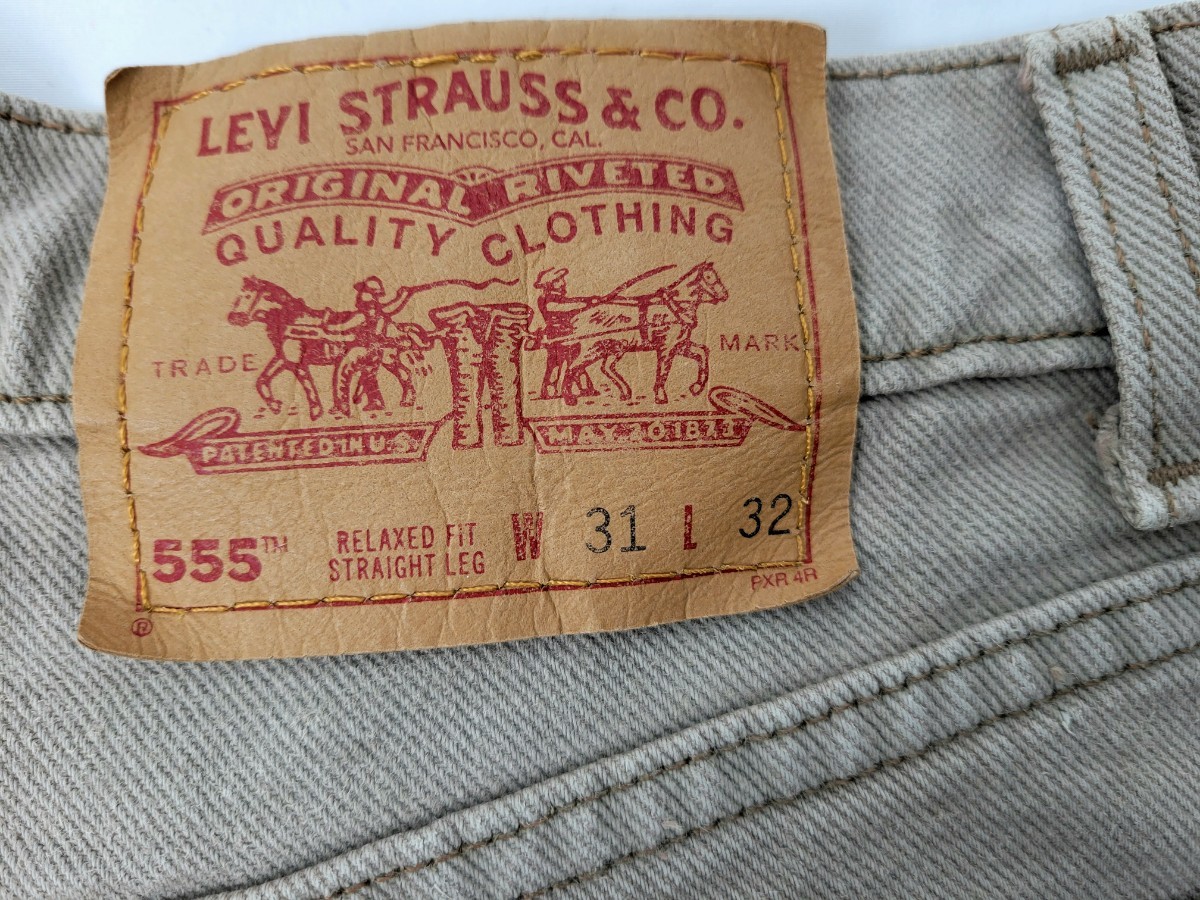 LEVI STRAUSS & CO.
SAN FRANCISCO, CAL.
ORIGINAL RIVETED
QUALITY CLOTHING
TRADE MARK
PATENTED IN U.S. MAY 20 1873
555™ RELAXED FIT W 31 L 32
STRAIGHT LEG
PXR 4R
®